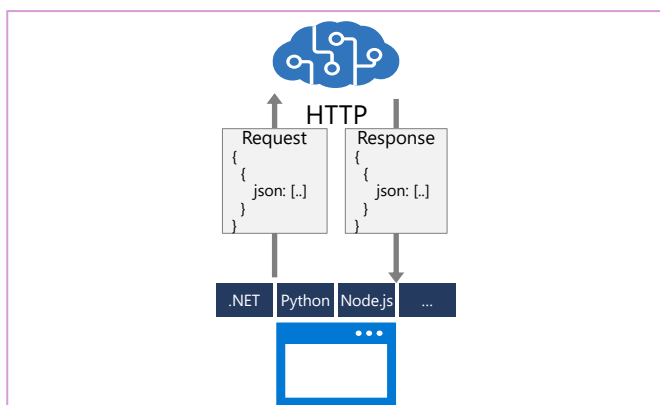 HTTP
Request
{
{
json: [..]
}
}
Response
{
{
json: [..]
}
}
.NET Python Node.js ...